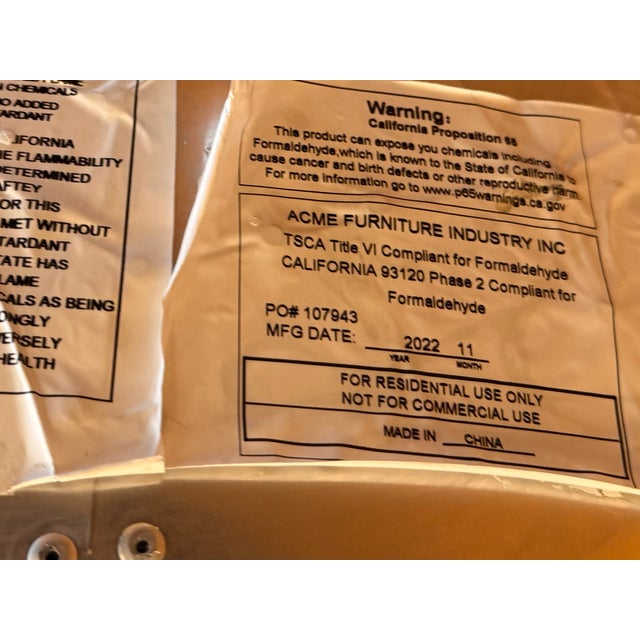 CHEMICALS
ADDED
IFORNIA
FLAMMABILITY
DETERMINED
AFTEY
OR THIS
MET WITHOUT
TARDANT
TATE HAS
LAME
CALS AS BEING
ONGLY
VERSELY
HEALTH
Warning:
California Proposition 65
This product can expose you chemicals including
Formaldehyde,which is known to the State of California to
cause cancer and birth defects or other reproductive harm.
For more information go to www.p65warnings.ca.gov
ACME FURNITURE INDUSTRY INC
TSCA Title VI Compliant for Formaldehyde
CALIFORNIA 93120 Phase 2 Compliant for
Formaldehyde
PO# 107943
MFG DATE: 2022 11
YEAR MONTH
FOR RESIDENTIAL USE ONLY
NOT FOR COMMERCIAL USE
MADE IN CHINA